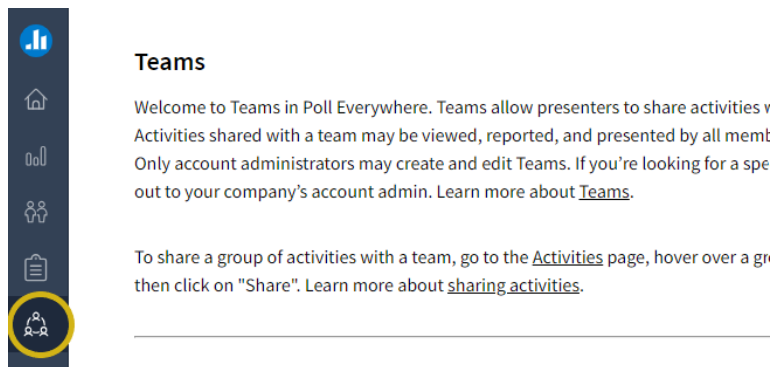 Teams
Welcome to Teams in Poll Everywhere. Teams allow presenters to share activities
Activities shared with a team may be viewed, reported, and presented by all
Only account administrators may create and edit Teams. If you’re looking for a
out to your company’s account admin. Learn more about Teams.
To share a group of activities with a team, go to the Activities page, hover over a
then click on "Share". Learn more about sharing activities.